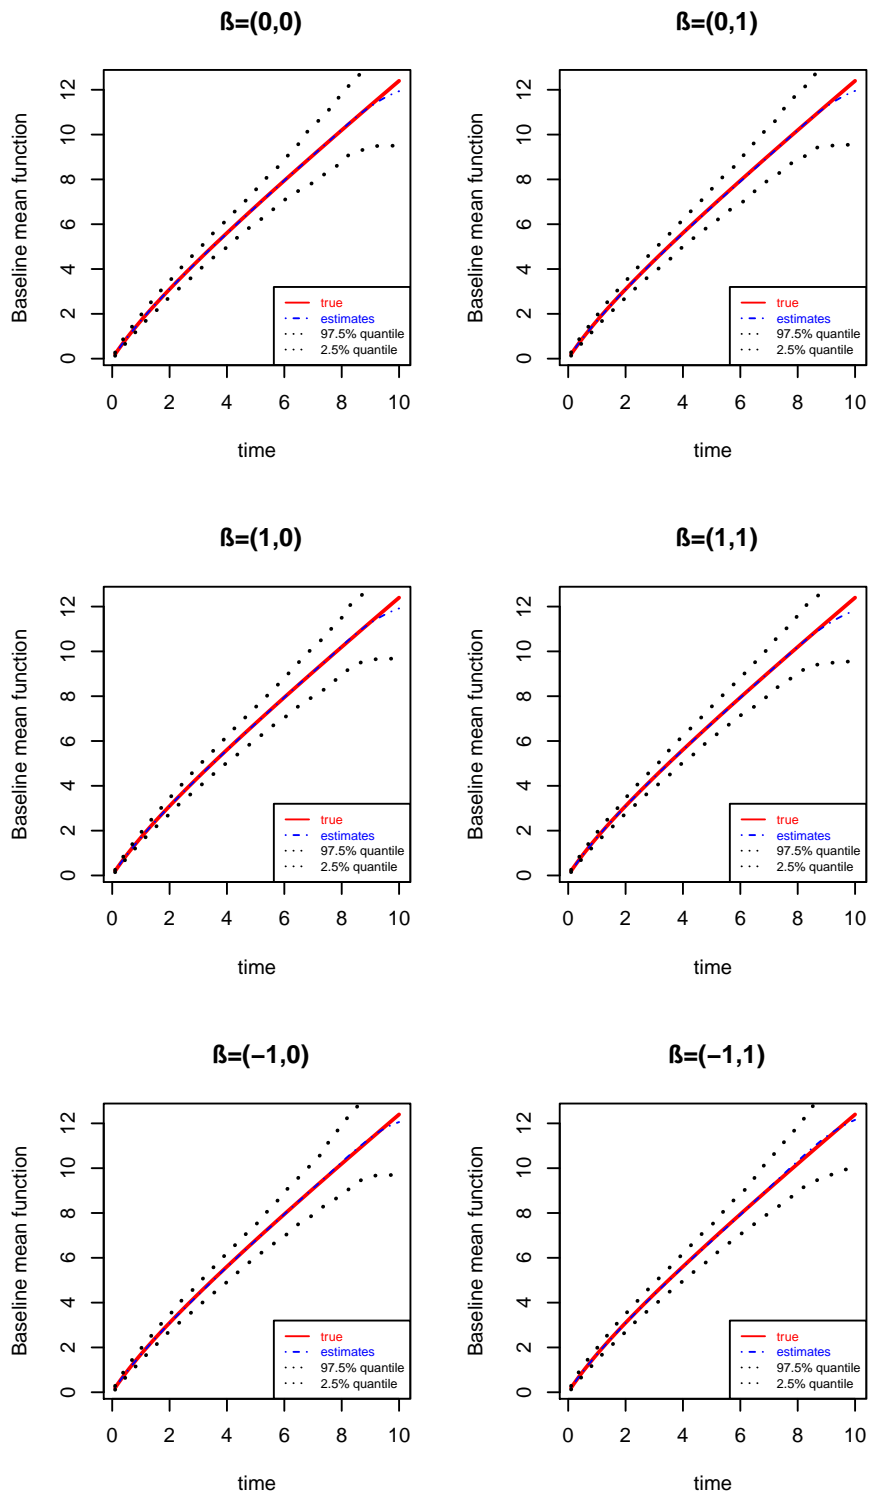 ß=(0,0)
Baseline mean function
12
10
8
6
4
2
0
true
estimates
97.5% quantile
2.5% quantile
0 2 4 6 8 10
time
ß=(0,1)
Baseline mean function
12
10
8
6
4
2
0
true
estimates
97.5% quantile
2.5% quantile
0 2 4 6 8 10
time
ß=(1,0)
Baseline mean function
12
10
8
6
4
2
0
true
estimates
97.5% quantile
2.5% quantile
0 2 4 6 8 10
time
ß=(1,1)
Baseline mean function
12
10
8
6
4
2
0
true
estimates
97.5% quantile
2.5% quantile
0 2 4 6 8 10
time
ß=(−1,0)
Baseline mean function
12
10
8
6
4
2
0
true
estimates
97.5% quantile
2.5% quantile
0 2 4 6 8 10
time
ß=(−1,1)
Baseline mean function
12
10
8
6
4
2
0
true
estimates
97.5% quantile
2.5% quantile
0 2 4 6 8 10
time